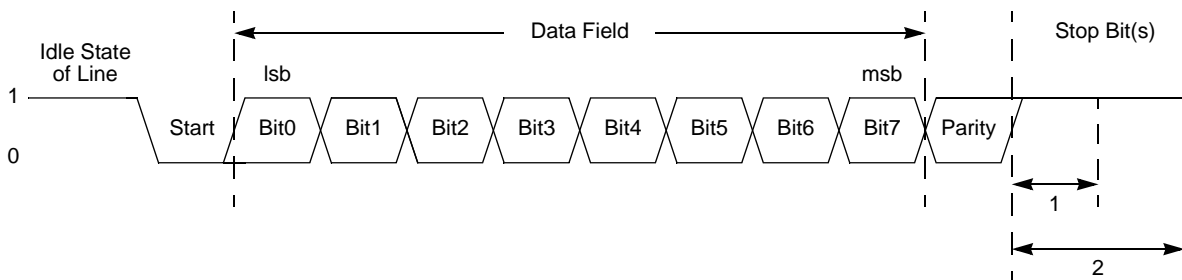 Data Field
Stop Bit(s)
Idle State
of Line
lsb
msb
1
Start
Bit0
Bit1
Bit2
Bit3
Bit4
Bit5
Bit6
Bit7
Parity
0
1
2